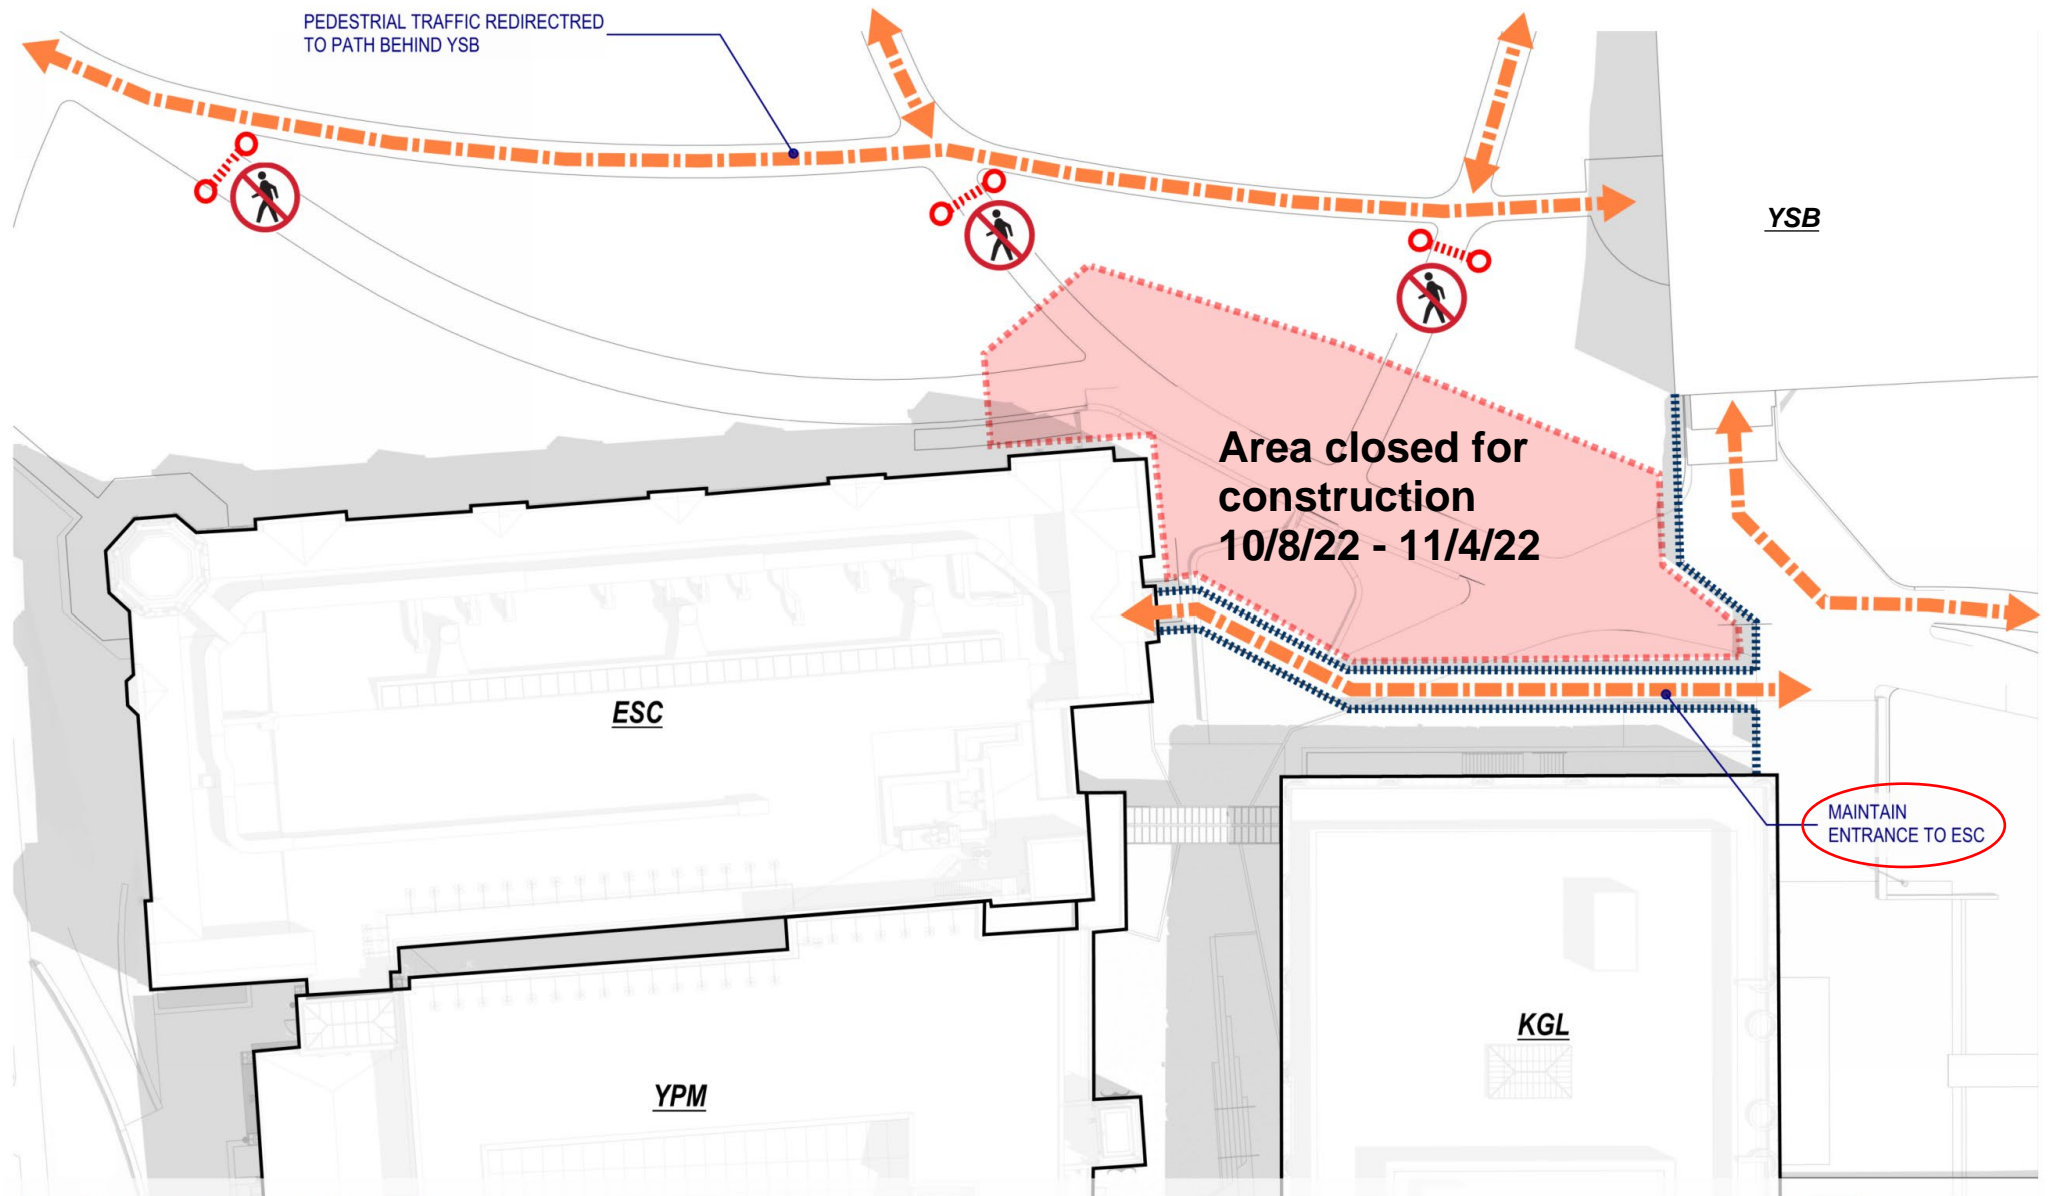 PEDESTRIAL TRAFFIC REDIRECTRED
TO PATH BEHIND YSB
YSB
Area closed for
construction
10/8/22 - 11/4/22
ESC
MAINTAIN
ENTRANCE TO ESC
KGL
YPM